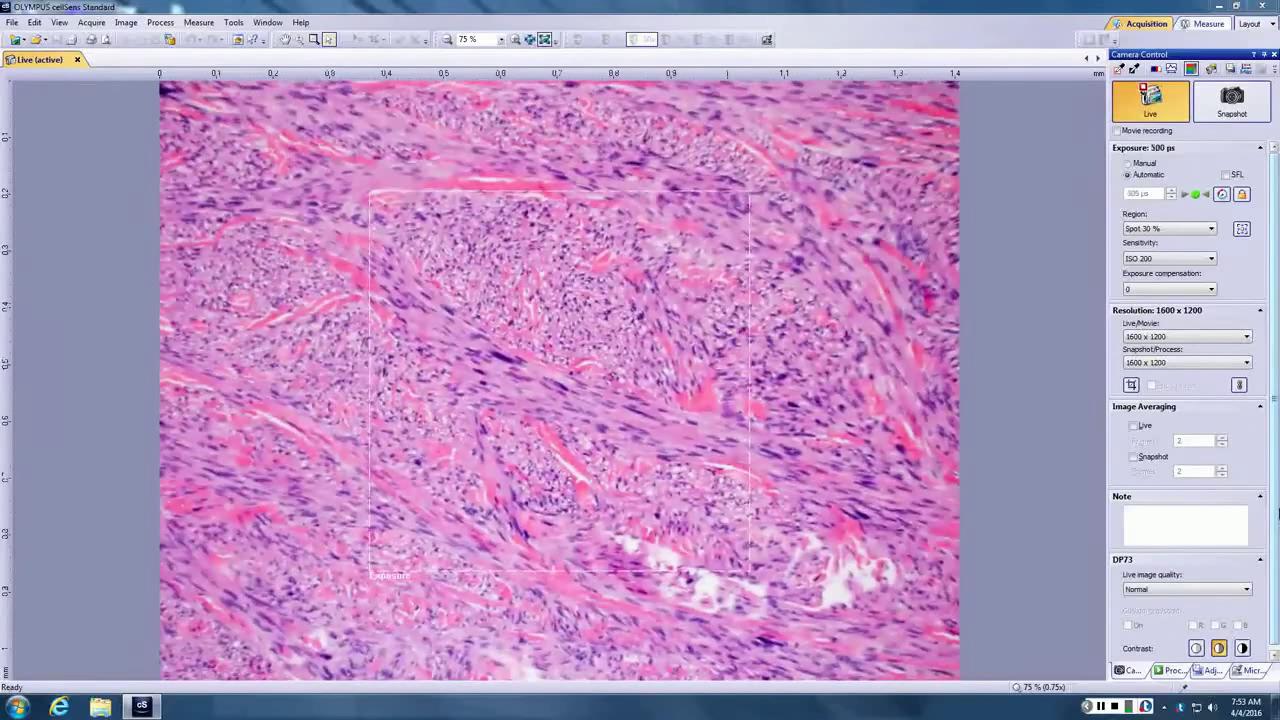 OLYMPUS cellSens Standard
File Edit View Acquire Image Process Measure Tools Window Help
Acquisition Measure Layout
75 %
Live (active)
0 0,1 0,2 0,3 0,4 0,5 0,6 0,7 0,8 0,9 1 1,1 1,2 1,3 1,4 mm
Camera Control
Live Snapshot
Movie recording
Exposure: 500 µs
Manual
Automatic SFL
505 µs
Region:
Spot 30 %
Sensitivity:
ISO 200
Exposure compensation:
0
Resolution: 1600 x 1200
Live/Movie:
1600 x 1200
Snapshot/Process:
1600 x 1200
Image Averaging
Live
2
Snapshot
2
Note
DP73
Live image quality:
Normal
On R: G B
Contrast:
Exposure
Ca... Proc... Adj... Micr...
Ready
75 % (0.75x)
7:53 AM
4/4/2016